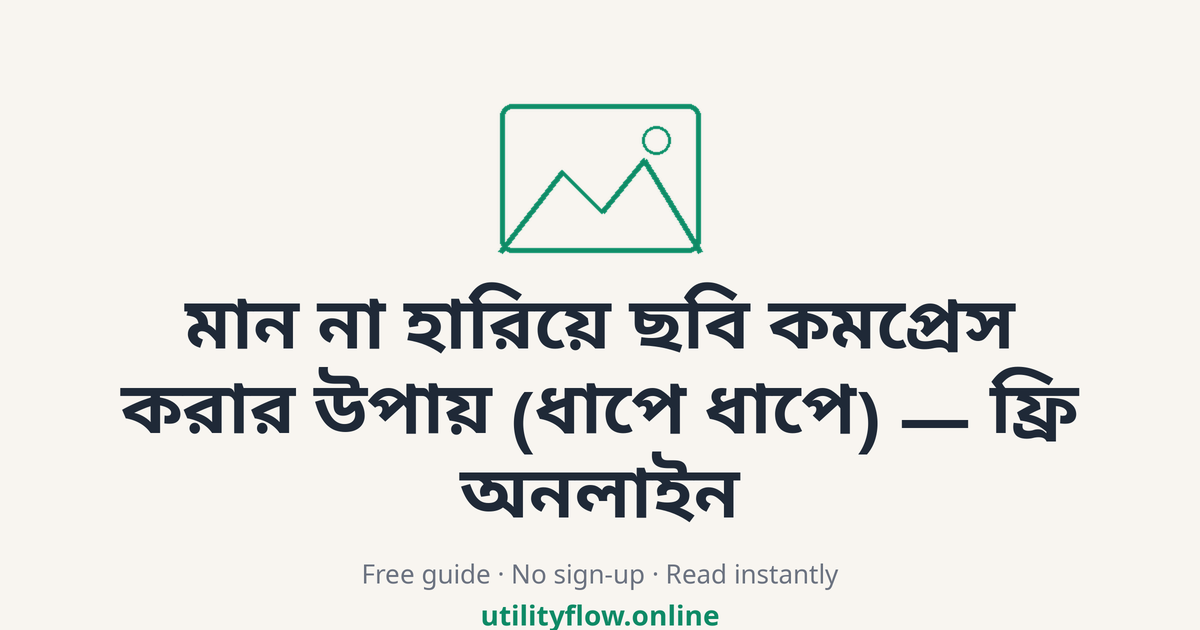 মান না হারিয়ে ছবি কমপ্রেস
করার উপায় (ধাপে ধাপে) — ফ্রি
অনলাইন
Free guide · No sign-up · Read instantly
utilityflow.online